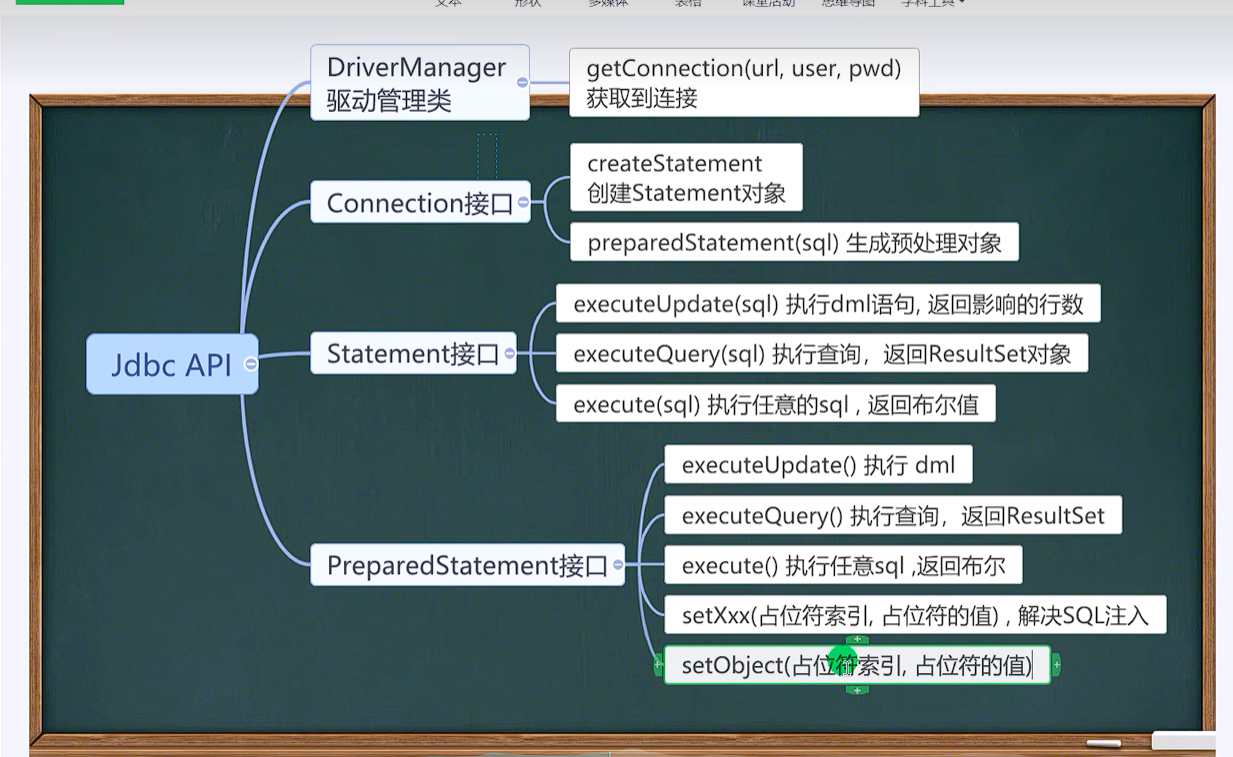 文本 形状 多媒体 表格 课堂活动 思维导图 学科工具
DriverManager
驱动管理类
getConnection(url, user, pwd)
获取到连接
createStatement
创建Statement对象
Connection接口
preparedStatement(sql) 生成预处理对象
executeUpdate(sql) 执行dml语句, 返回影响的行数
Statement接口
executeQuery(sql) 执行查询，返回ResultSet对象
Jdbc API
execute(sql) 执行任意的sql , 返回布尔值
executeUpdate() 执行 dml
executeQuery() 执行查询，返回ResultSet
PreparedStatement接口
execute() 执行任意sql ,返回布尔
setXxx(占位符索引, 占位符的值) , 解决SQL注入
setObject(占位符索引, 占位符的值)